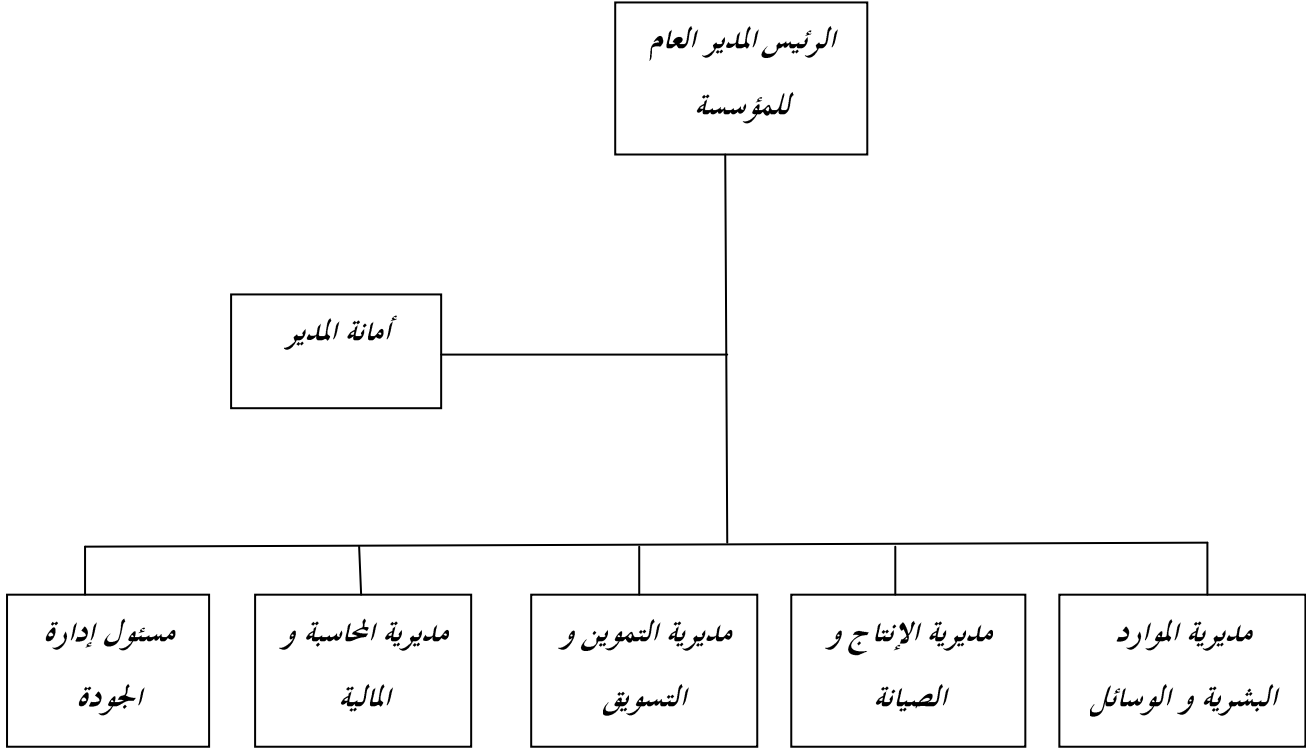 الرئيس المدير العام
للمؤسسة
أمانة المدير
مديرية الموارد
البشرية و الوسائل
مديرية الإنتاج و
الصيانة
مديرية التموين و
التسويق
مديرية المحاسبة و
المالية
مسئول إدارة
الجودة